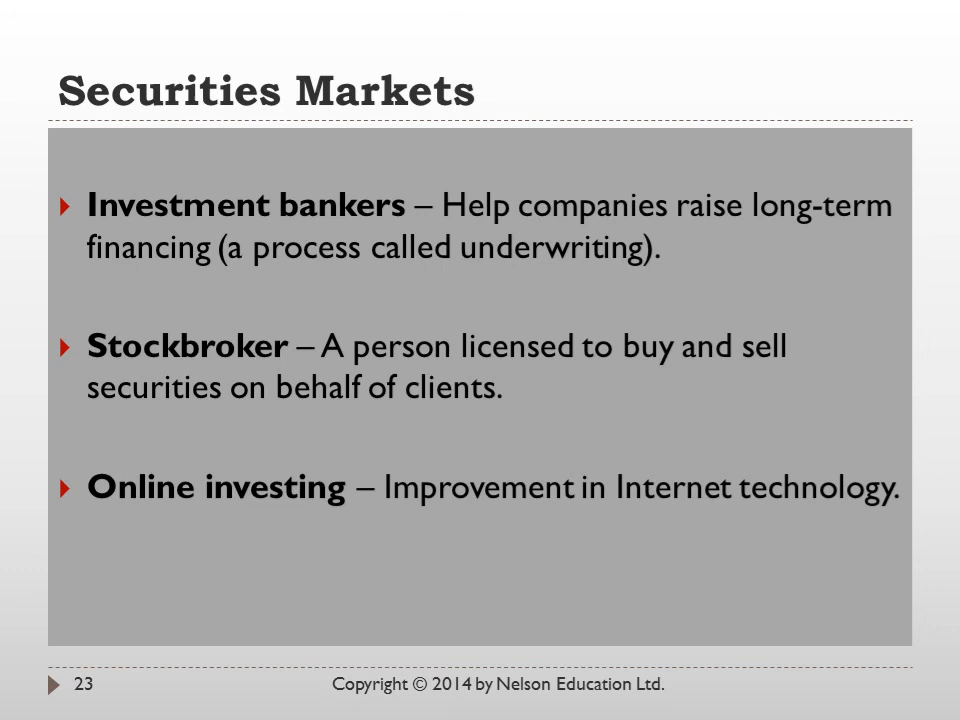 Securities Markets
Investment bankers – Help companies raise long-term
financing (a process called underwriting).
Stockbroker – A person licensed to buy and sell
securities on behalf of clients.
Online investing – Improvement in Internet technology.
23
Copyright © 2014 by Nelson Education Ltd.